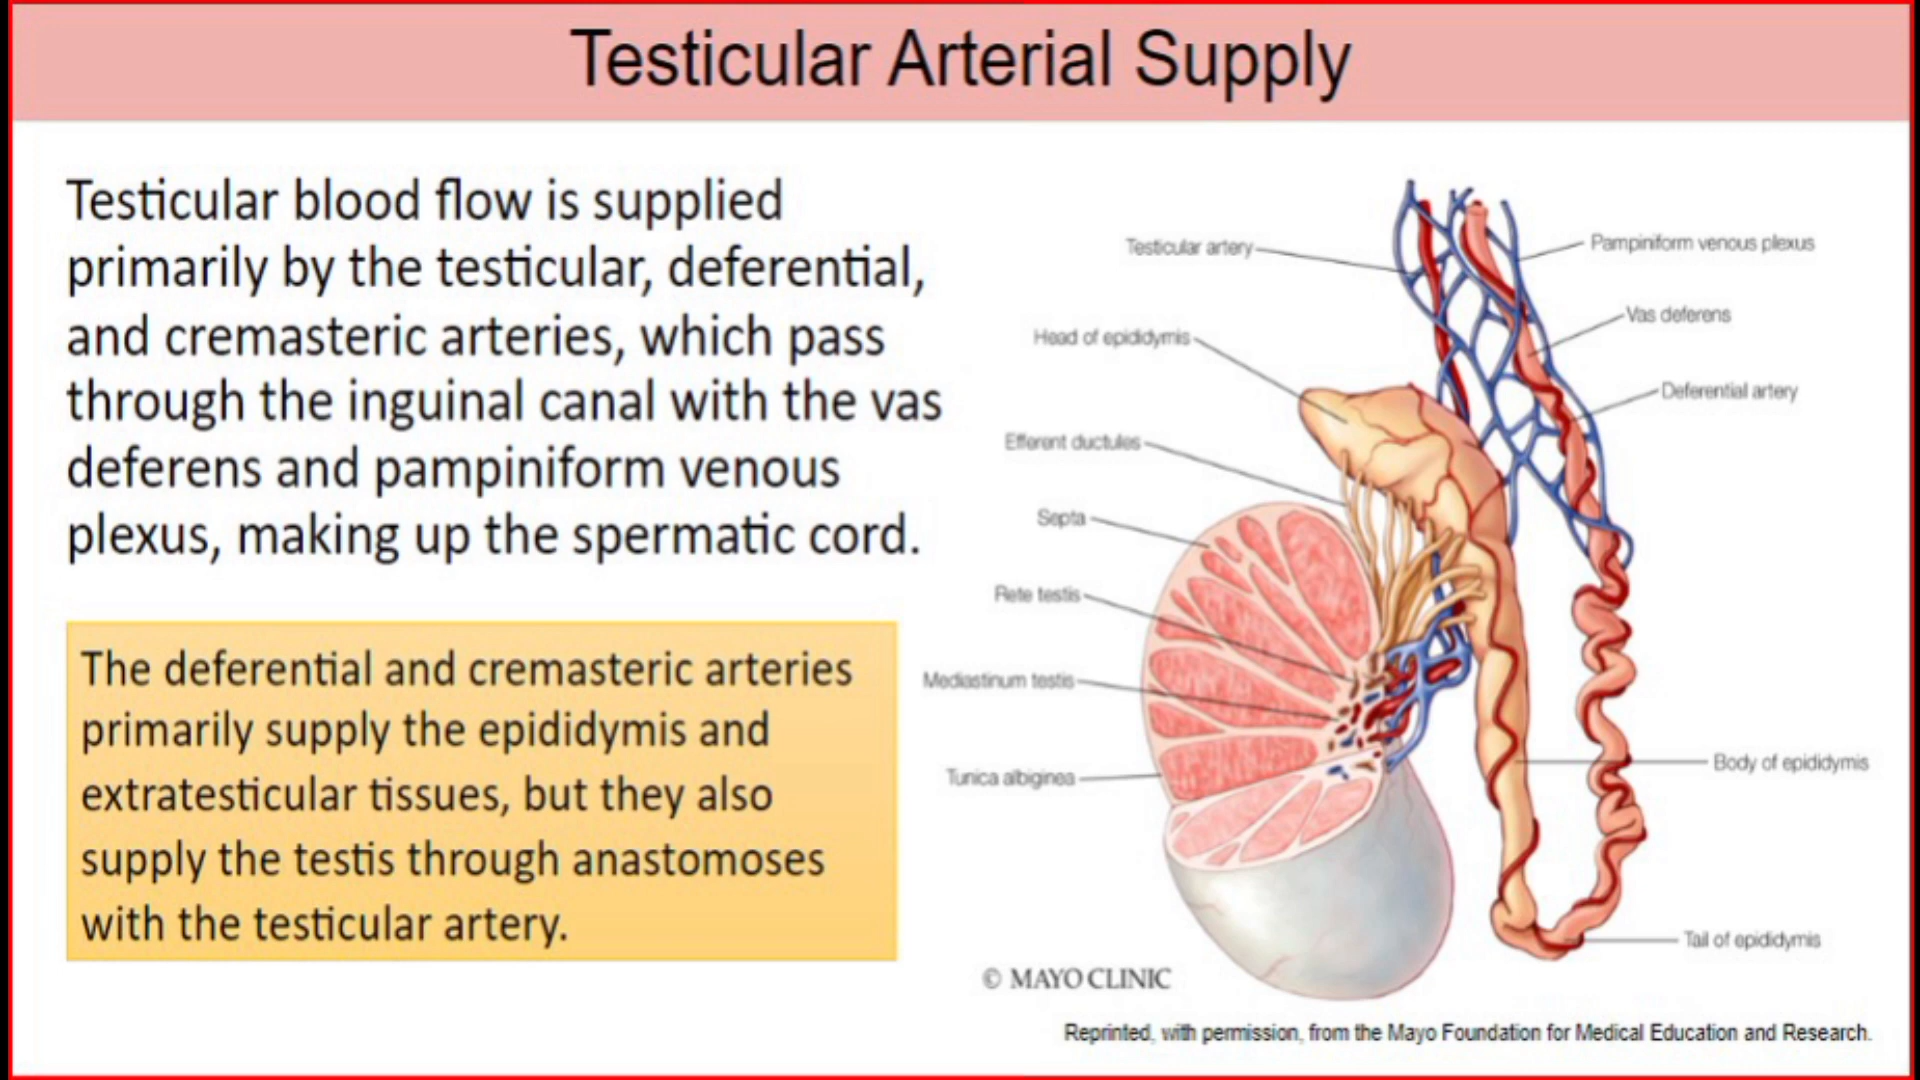 Testicular Arterial Supply
Testicular blood flow is supplied
primarily by the testicular, deferential,
and cremasteric arteries, which pass
through the inguinal canal with the vas
deferens and pampiniform venous
plexus, making up the spermatic cord.
The deferential and cremasteric arteries
primarily supply the epididymis and
extratesticular tissues, but they also
supply the testis through anastomoses
with the testicular artery.
Testicular artery
Pampiniform venous plexus
Vas deferens
Head of epididymis
Deferential artery
Efferent ductules
Septa
Rete testis
Mediastinum testis
Tunica albiginea
Body of epididymis
Tail of epididymis
© MAYO CLINIC
Reprinted, with permission, from the Mayo Foundation for Medical Education and Research.